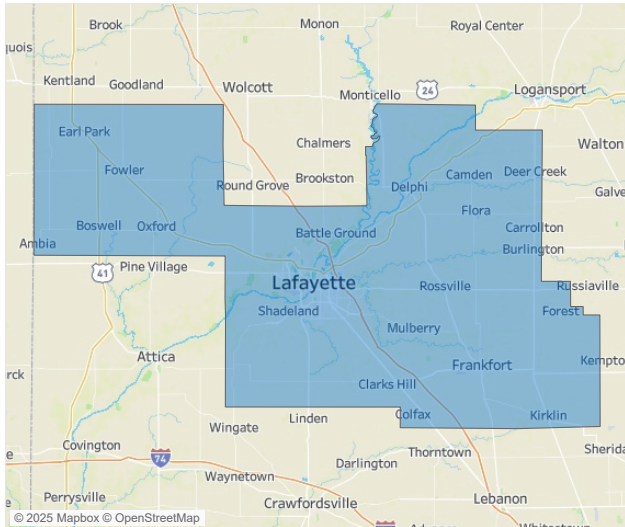 Brook
Monon
Royal Center
quois
Kentland
Goodland
Wolcott
Monticello
24
Logansport
Earl Park
Chalmers
Walton
Fowler
Round Grove
Brookston
Delphi
Camden
Deer Creek
Galve
Flora
Boswell
Oxford
Battle Ground
Carrollton
Ambia
Burlington
41
Pine Village
Lafayette
Rossville
Russiaville
Shadeland
Forest
Mulberry
Attica
Frankfort
Kempto
rck
Clarks Hill
Linden
Colfax
Kirklin
Wingate
Covington
Sherida
e
74
Darlington
Thorntown
Waynetown
Perrysville
Crawfordsville
Lebanon
© 2025 Mapbox © OpenStreetMap